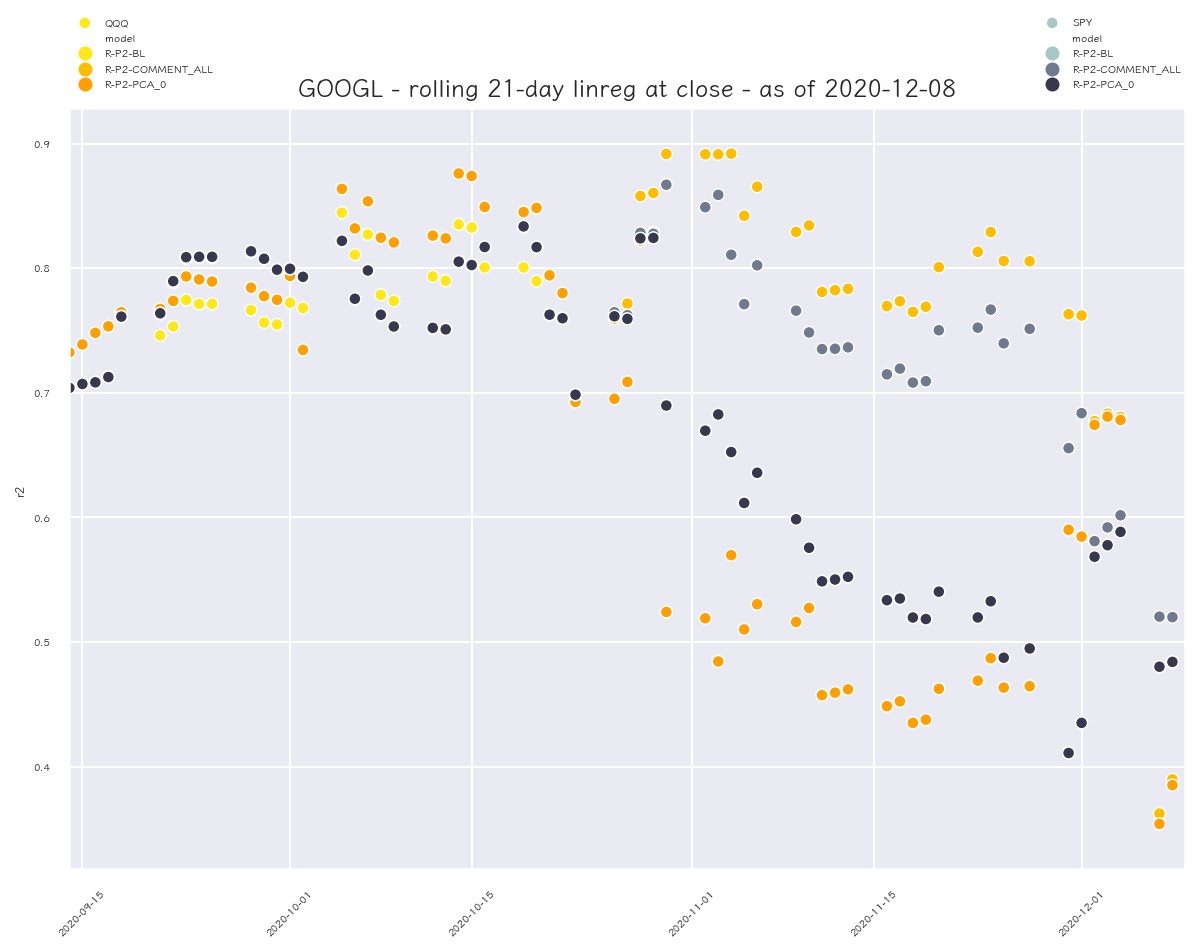 QQQ
model
R-P2-BL
R-P2-COMMENT_ALL
R-P2-PCA_0
SPY
model
R-P2-BL
R-P2-COMMENT_ALL
R-P2-PCA_0
GOOGL - rolling 21-day linreg at close - as of 2020-12-08
0.9
0.8
0.7
0.6
0.5
0.4
r2
2020-09-15
2020-10-01
2020-10-15
2020-11-01
2020-11-15
2020-12-01